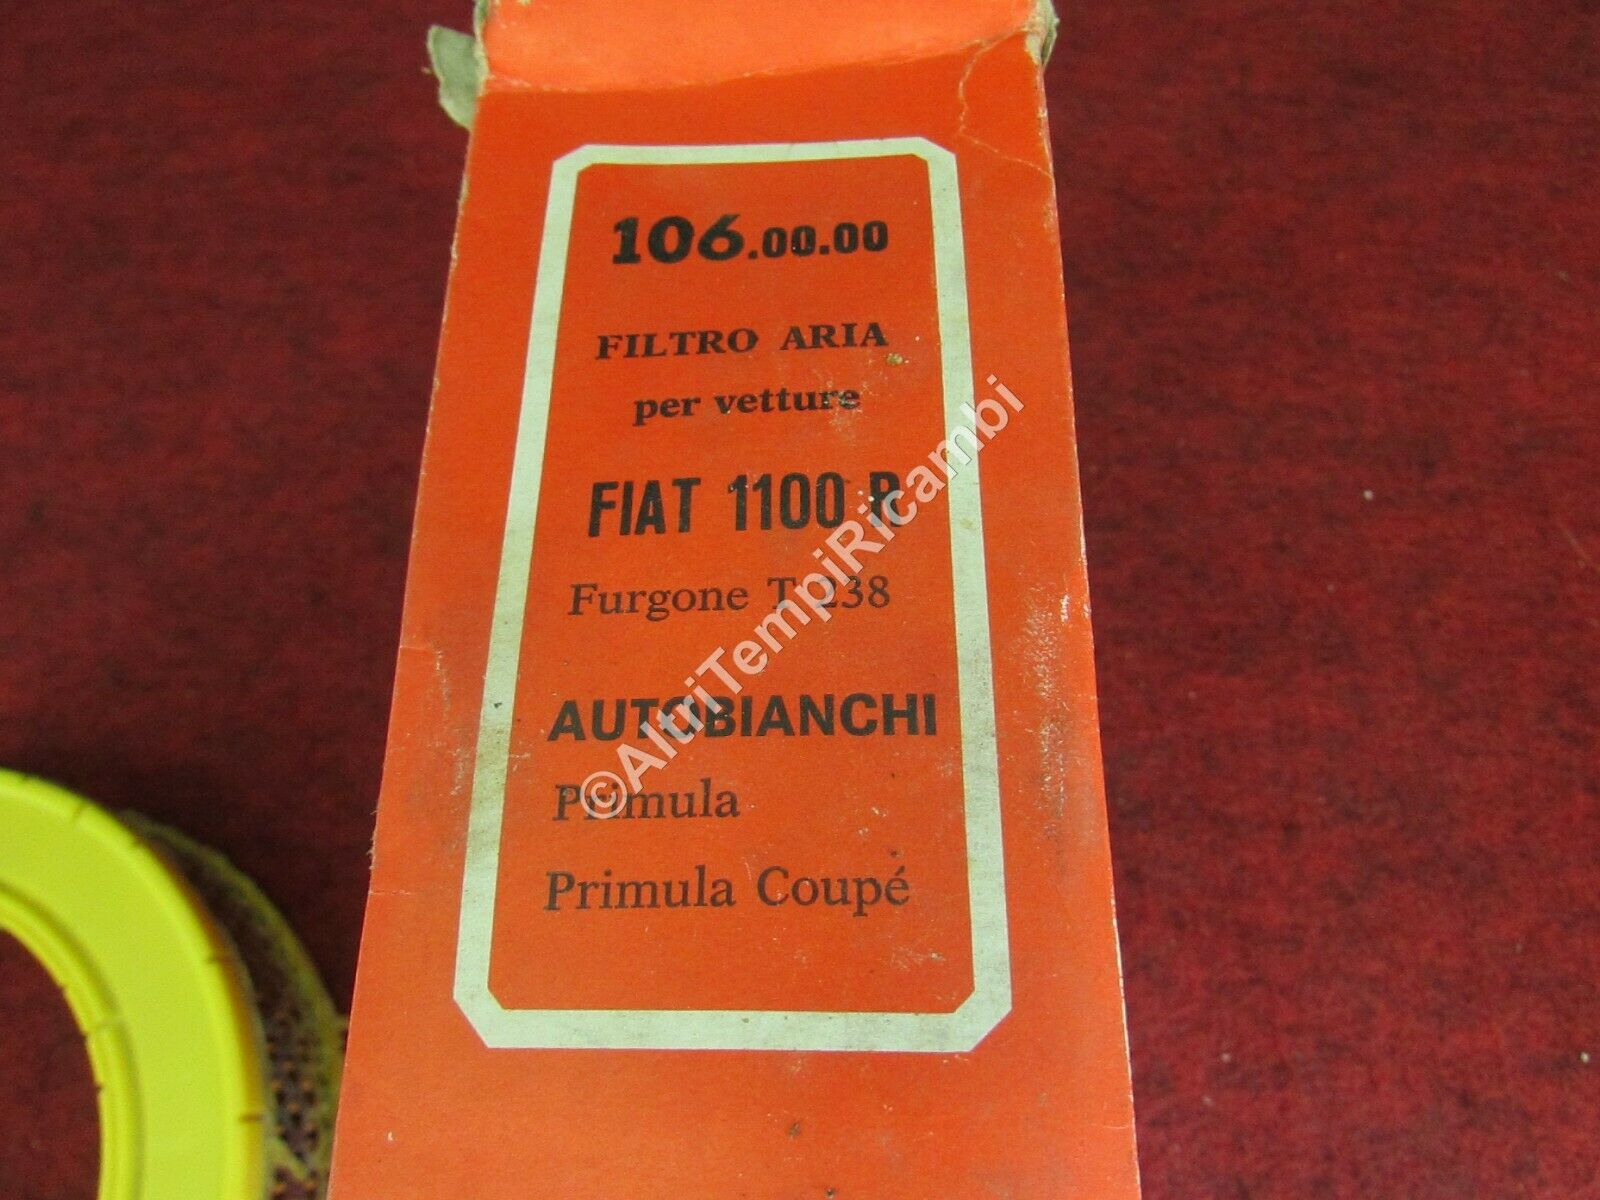 106.00.00
FILTRO ARIA
per vetture
FIAT 1100 R
Furgone T 238
AUTOBIANCHI
Primula
Primula Coupé
©AltriTempiRicambi